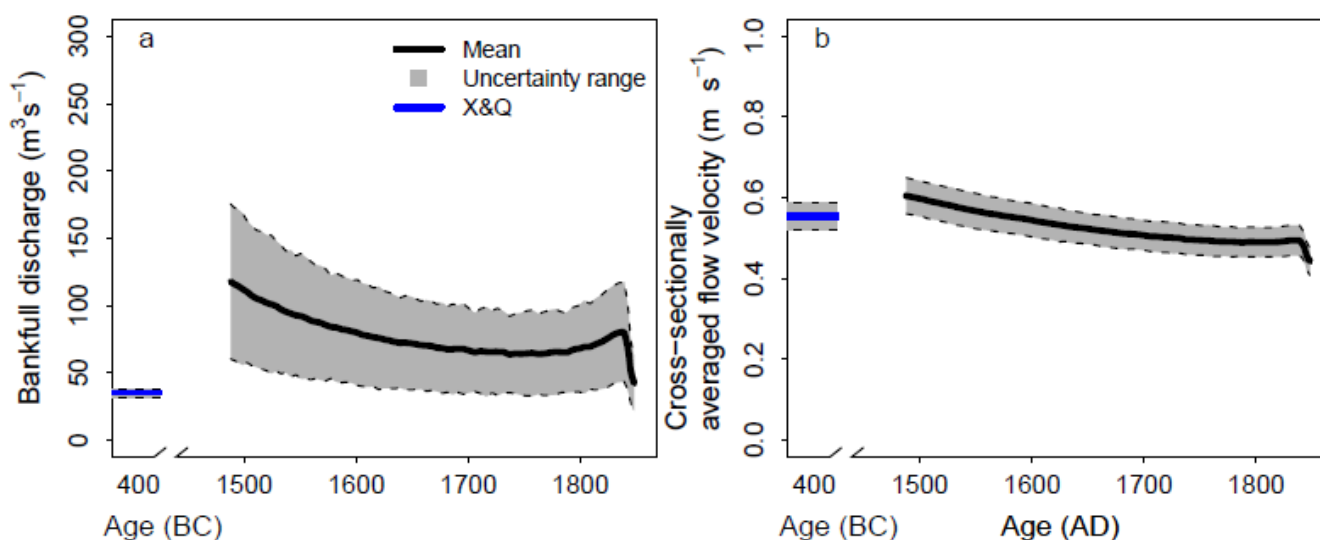 a
Mean
Uncertainty range
X&Q
Bankfull discharge (m³s⁻¹)
300
250
200
150
100
50
0
400
1500
1600
1700
1800
Age (BC)
b
Cross−sectionally
averaged flow velocity (m s⁻¹)
1.0
0.8
0.6
0.4
0.2
0.0
400
1500
1600
1700
1800
Age (BC)
Age (AD)